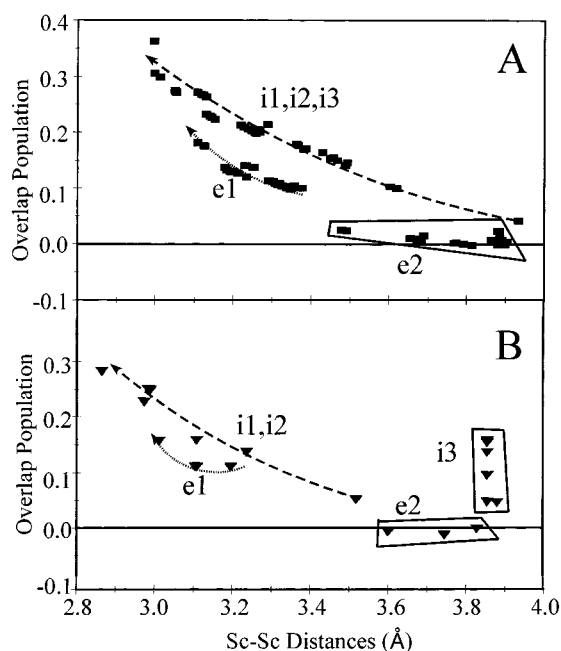 A
0.4
0.3
0.2
0.1
0.0
-0.1
Overlap Population
i1,i2,i3
e1
e2
B
0.3
0.2
0.1
0.0
-0.1
Overlap Population
i1,i2
e1
i3
e2
2.8 3.0 3.2 3.4 3.6 3.8 4.0
Sc-Sc Distances (Å)